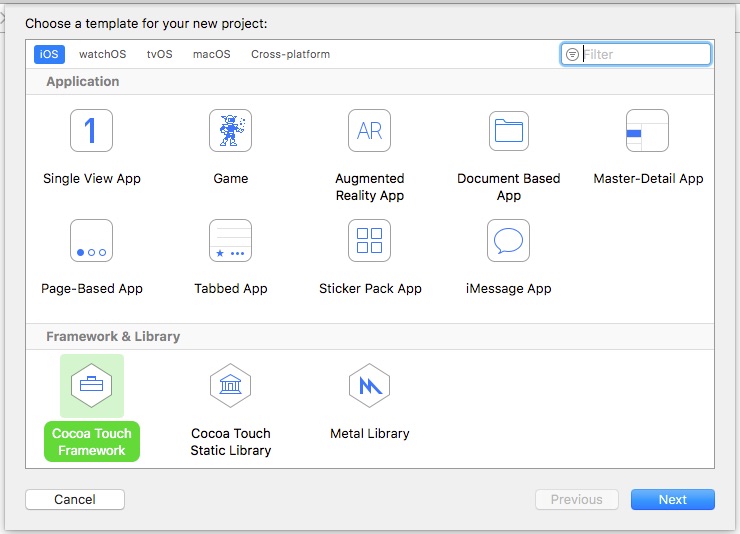 Choose a template for your new project:
iOS watchOS tvOS macOS Cross-platform Filter
Application
1 AR
Single View App Game Augmented Reality App Document Based App Master-Detail App
Page-Based App Tabbed App Sticker Pack App iMessage App
Framework & Library
Cocoa Touch Framework Cocoa Touch Static Library Metal Library
Cancel Previous Next